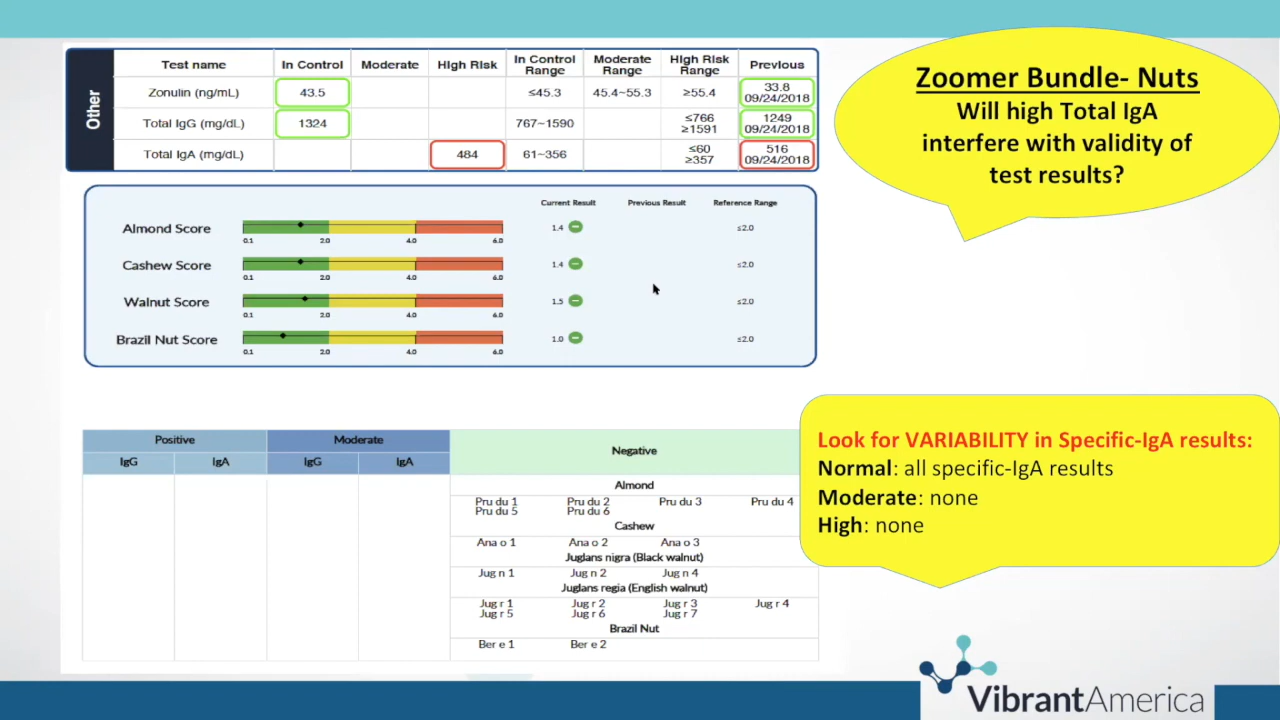 Other
Test name In Control Moderate High Risk In Control Range Moderate Range High Risk Range Previous
Zonulin (ng/mL) 43.5 ≤45.3 45.4~55.3 ≥55.4 33.8 09/24/2018
Total IgG (mg/dL) 1324 767~1590 ≤766 ≥1591 1249 09/24/2018
Total IgA (mg/dL) 484 61~356 ≤60 ≥357 516 09/24/2018
Zoomer Bundle- Nuts
Will high Total IgA
interfere with validity of
test results?
Current Result Previous Result Reference Range
Almond Score 1.4 ≤2.0
0.1 2.0 4.0 6.0
Cashew Score 1.4 ≤2.0
0.1 2.0 4.0 6.0
Walnut Score 1.5 ≤2.0
0.1 2.0 4.0 6.0
Brazil Nut Score 1.0 ≤2.0
0.1 2.0 4.0 6.0
Positive Moderate Negative
IgG IgA IgG IgA
Almond
Pru du 1 Pru du 2 Pru du 3 Pru du 4
Pru du 5 Pru du 6
Cashew
Ana o 1 Ana o 2 Ana o 3
Juglans nigra (Black walnut)
Jug n 1 Jug n 2 Jug n 4
Juglans regia (English walnut)
Jug r 1 Jug r 2 Jug r 3 Jug r 4
Jug r 5 Jug r 6 Jug r 7
Brazil Nut
Ber e 1 Ber e 2
Look for VARIABILITY in Specific-IgA results:
Normal: all specific-IgA results
Moderate: none
High: none
VibrantAmerica